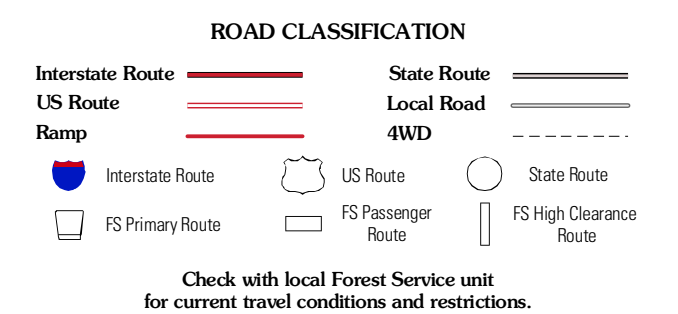 ROAD CLASSIFICATION
Interstate Route
State Route
US Route
Local Road
Ramp
4WD
Interstate Route
US Route
State Route
FS Primary Route
FS Passenger
Route
FS High Clearance
Route
Check with local Forest Service unit
for current travel conditions and restrictions.